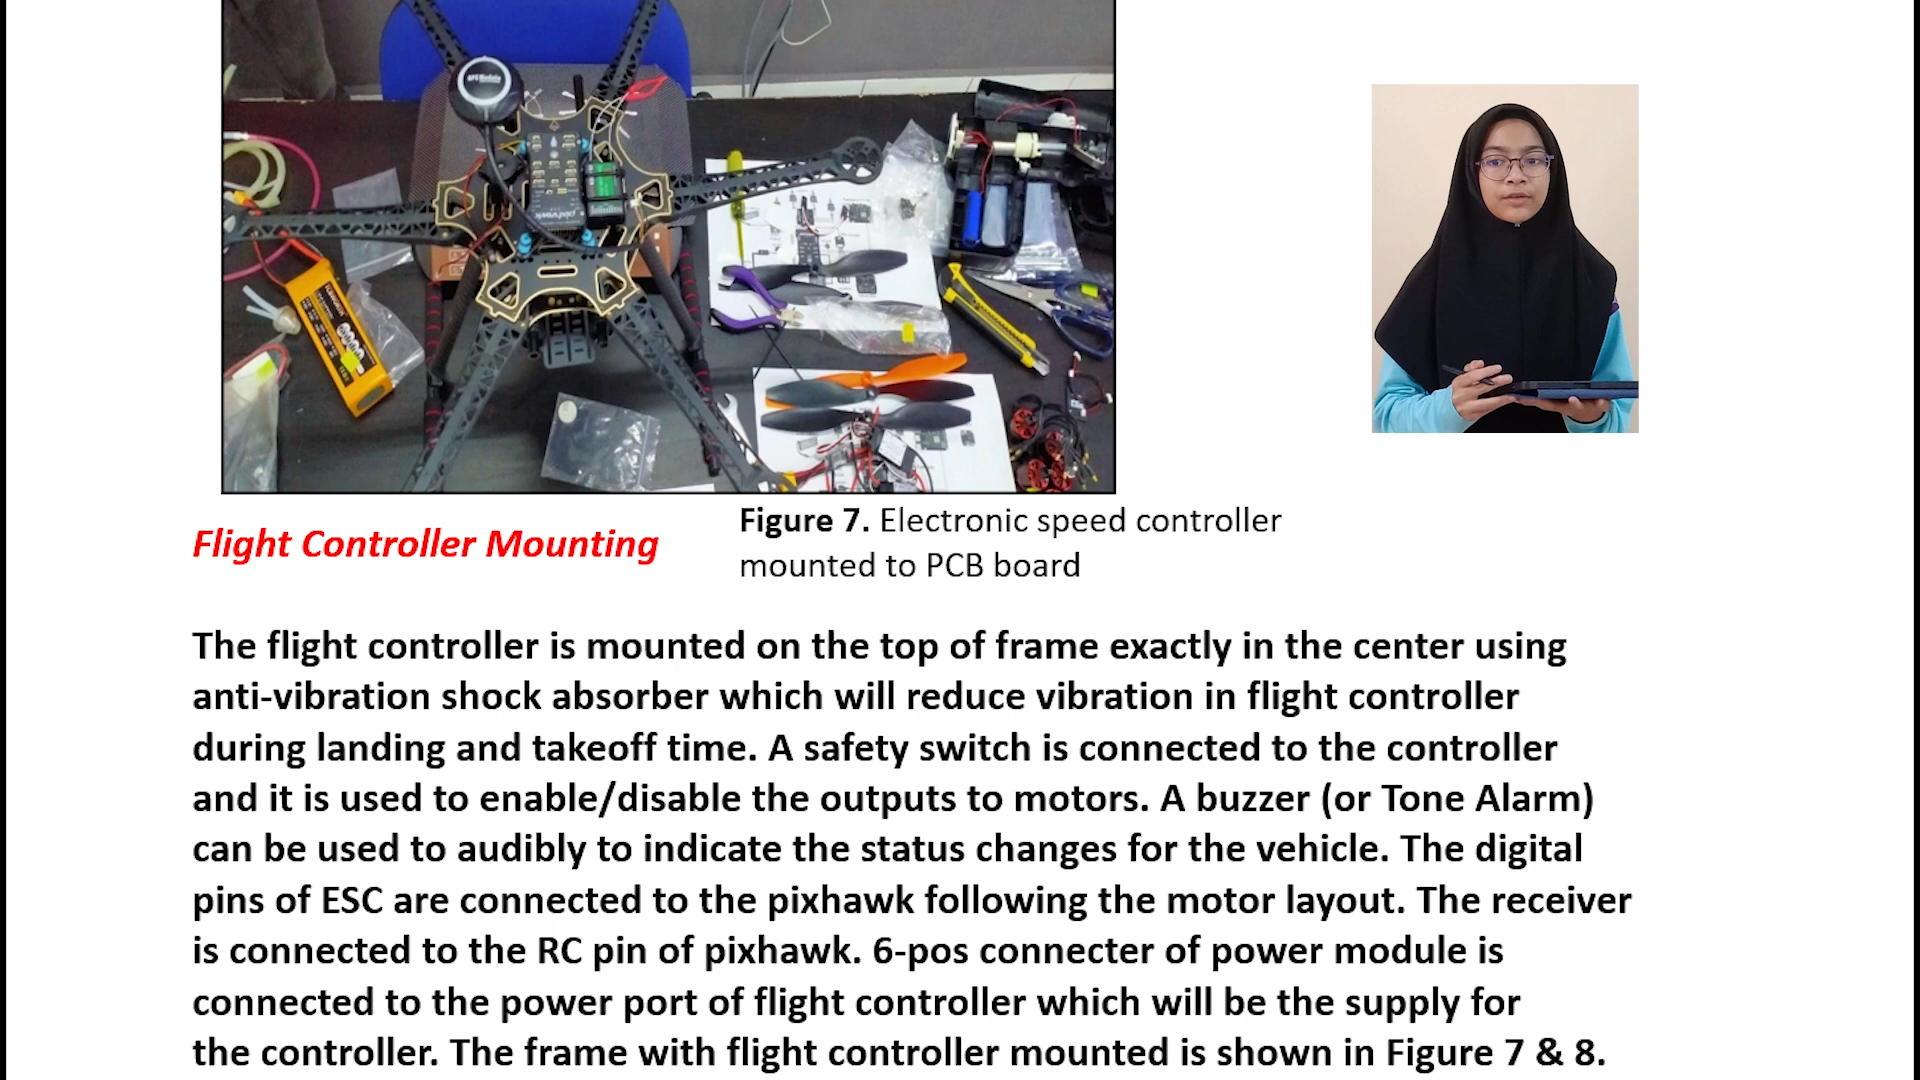 GPS Module
pixhawk
Flight Controller Mounting
Figure 7. Electronic speed controller
mounted to PCB board
The flight controller is mounted on the top of frame exactly in the center using
anti-vibration shock absorber which will reduce vibration in flight controller
during landing and takeoff time. A safety switch is connected to the controller
and it is used to enable/disable the outputs to motors. A buzzer (or Tone Alarm)
can be used to audibly to indicate the status changes for the vehicle. The digital
pins of ESC are connected to the pixhawk following the motor layout. The receiver
is connected to the RC pin of pixhawk. 6-pos connecter of power module is
connected to the power port of flight controller which will be the supply for
the controller. The frame with flight controller mounted is shown in Figure 7 & 8.